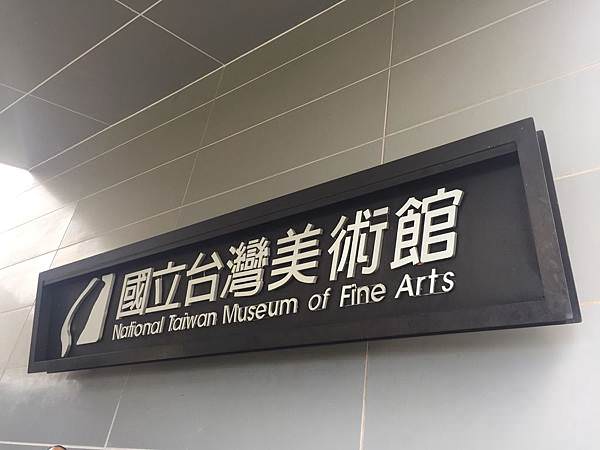 國立台灣美術館
National Taiwan Museum of Fine Arts